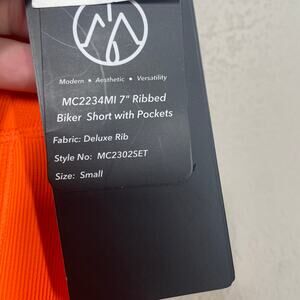 Modern • Aesthetic • Versatility
MC2234MI 7" Ribbed
Biker Short with Pockets
Fabric: Deluxe Rib
Style No: MC2302SET
Size: Small